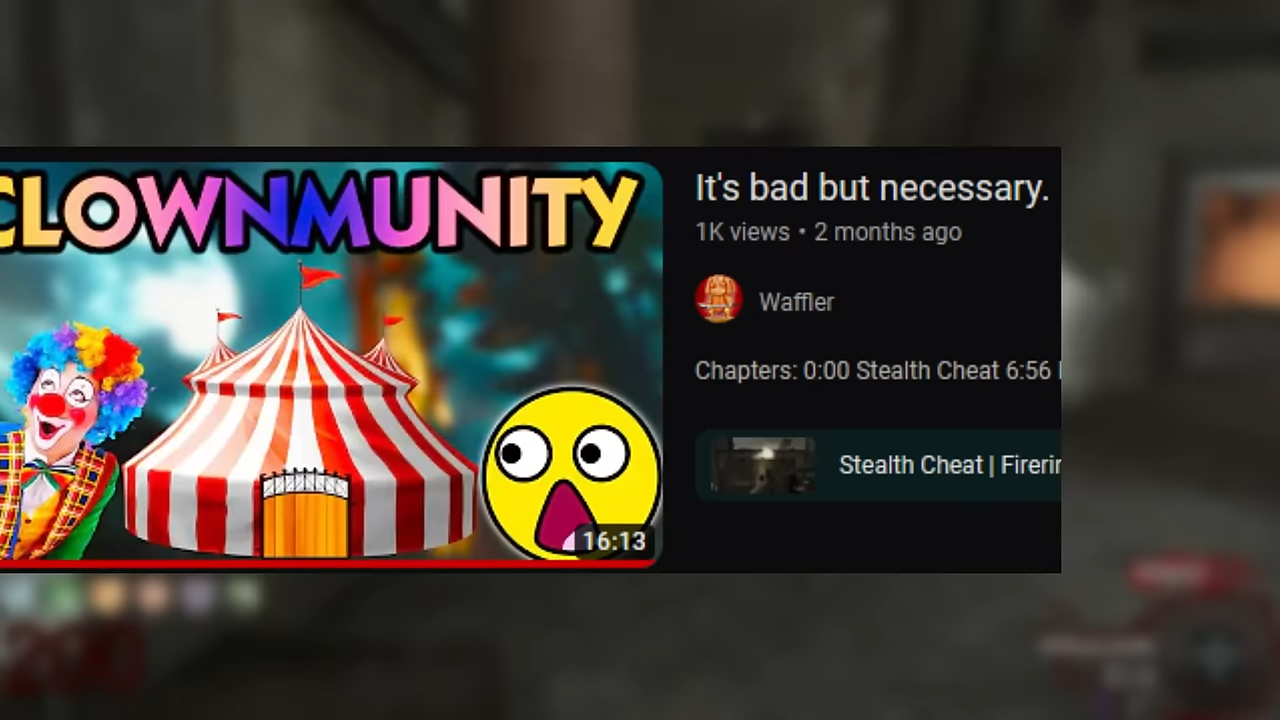 CLOWNMUNITY
16:13
It's bad but necessary.
1K views • 2 months ago
Waffler
Chapters: 0:00 Stealth Cheat 6:56
Stealth Cheat |